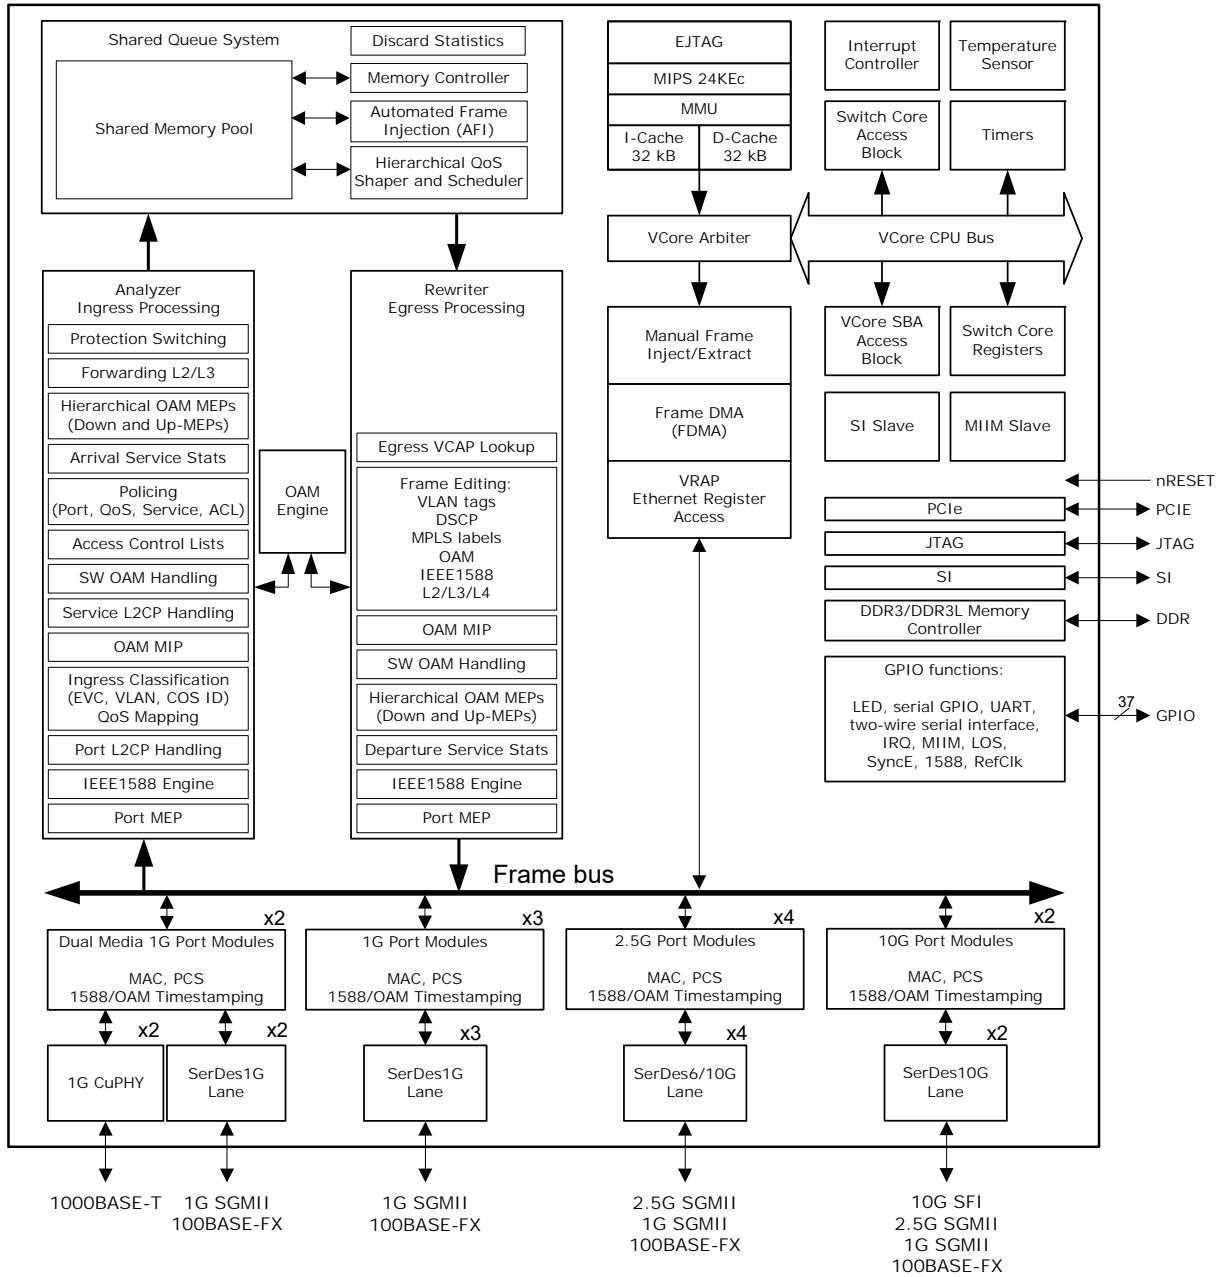 Shared Queue System
Discard Statistics
Shared Memory Pool
Memory Controller
Automated Frame
Injection (AFI)
Hierarchical QoS
Shaper and Scheduler
EJTAG
MIPS 24KEc
MMU
I-Cache
32 kB
D-Cache
32 kB
Interrupt
Controller
Temperature
Sensor
Switch Core
Access
Block
Timers
VCore Arbiter
VCore CPU Bus
Analyzer
Ingress Processing
Protection Switching
Forwarding L2/L3
Hierarchical OAM MEPs
(Down and Up-MEPs)
Arrival Service Stats
Policing
(Port, QoS, Service, ACL)
Access Control Lists
SW OAM Handling
Service L2CP Handling
OAM MIP
Ingress Classification
(EVC, VLAN, COS ID)
QoS Mapping
Port L2CP Handling
IEEE1588 Engine
Port MEP
OAM
Engine
Rewriter
Egress Processing
Egress VCAP Lookup
Frame Editing:
VLAN tags
DSCP
MPLS labels
OAM
IEEE1588
L2/L3/L4
OAM MIP
SW OAM Handling
Hierarchical OAM MEPs
(Down and Up-MEPs)
Departure Service Stats
IEEE1588 Engine
Port MEP
Manual Frame
Inject/Extract
Frame DMA
(FDMA)
VRAP
Ethernet Register
Access
VCore SBA
Access
Block
Switch Core
Registers
SI Slave
MIIM Slave
nRESET
PCIe
PCIE
JTAG
JTAG
SI
SI
DDR3/DDR3L Memory
Controller
DDR
GPIO functions:
LED, serial GPIO, UART,
two-wire serial interface,
IRQ, MIIM, LOS,
SyncE, 1588, RefClk
37
GPIO
Frame bus
x2
Dual Media 1G Port Modules
MAC, PCS
1588/OAM Timestamping
x3
1G Port Modules
MAC, PCS
1588/OAM Timestamping
x4
2.5G Port Modules
MAC, PCS
1588/OAM Timestamping
x2
10G Port Modules
MAC, PCS
1588/OAM Timestamping
x2
1G CuPHY
x2
SerDes1G
Lane
x3
SerDes1G
Lane
x4
SerDes6/10G
Lane
x2
SerDes10G
Lane
1000BASE-T
1G SGMII
100BASE-FX
1G SGMII
100BASE-FX
2.5G SGMII
1G SGMII
100BASE-FX
10G SFI
2.5G SGMII
1G SGMII
100BASE-FX